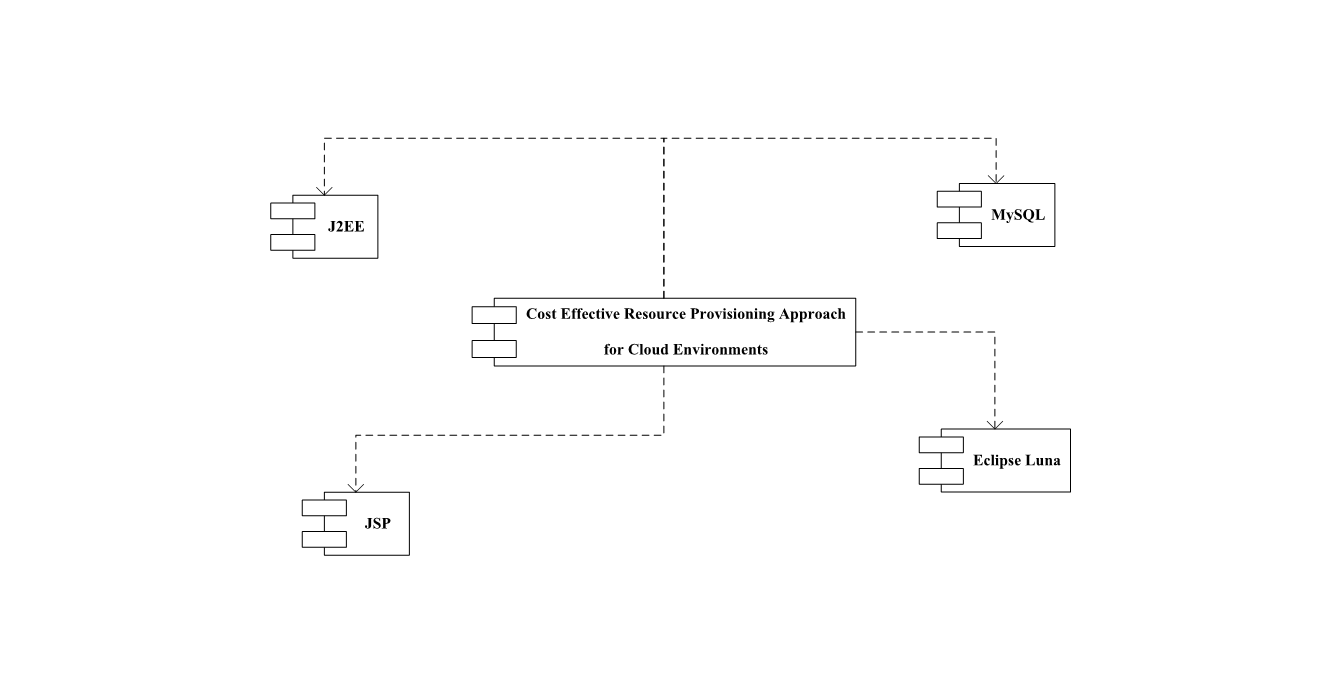 J2EE
MySQL
Cost Effective Resource Provisioning Approach
for Cloud Environments
Eclipse Luna
JSP